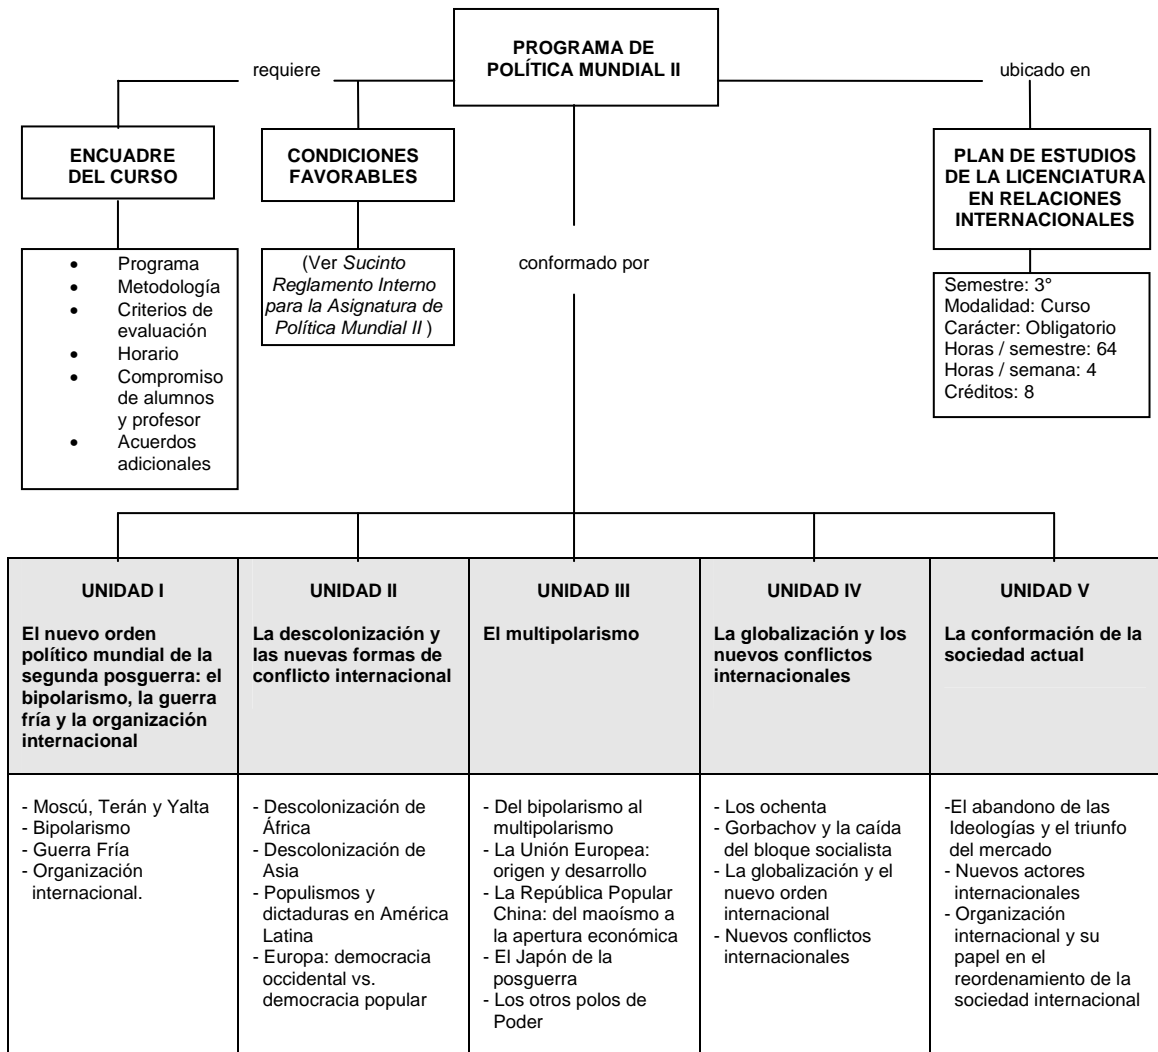 PROGRAMA DE
POLÍTICA MUNDIAL II
requiere
ubicado en
ENCUADRE
DEL CURSO
CONDICIONES
FAVORABLES
PLAN DE ESTUDIOS
DE LA LICENCIATURA
EN RELACIONES
INTERNACIONALES
• Programa
• Metodología
• Criterios de
evaluación
• Horario
• Compromiso
de alumnos
y profesor
• Acuerdos
adicionales
(Ver Sucinto
Reglamento Interno
para la Asignatura de
Política Mundial II )
conformado por
Semestre: 3°
Modalidad: Curso
Carácter: Obligatorio
Horas / semestre: 64
Horas / semana: 4
Créditos: 8
UNIDAD I
El nuevo orden
político mundial de la
segunda posguerra: el
bipolarismo, la guerra
fría y la organización
internacional
- Moscú, Terán y Yalta
- Bipolarismo
- Guerra Fría
- Organización
internacional.
UNIDAD II
La descolonización y
las nuevas formas de
conflicto internacional
- Descolonización de
África
- Descolonización de
Asia
- Populismos y
dictaduras en América
Latina
- Europa: democracia
occidental vs.
democracia popular
UNIDAD III
El multipolarismo
- Del bipolarismo al
multipolarismo
- La Unión Europea:
origen y desarrollo
- La República Popular
China: del maoísmo a
la apertura económica
- El Japón de la
posguerra
- Los otros polos de
Poder
UNIDAD IV
La globalización y los
nuevos conflictos
internacionales
- Los ochenta
- Gorbachov y la caída
del bloque socialista
- La globalización y el
nuevo orden
internacional
- Nuevos conflictos
internacionales
UNIDAD V
La conformación de la
sociedad actual
-El abandono de las
Ideologías y el triunfo
del mercado
- Nuevos actores
internacionales
- Organización
internacional y su
papel en el
reordenamiento de la
sociedad internacional